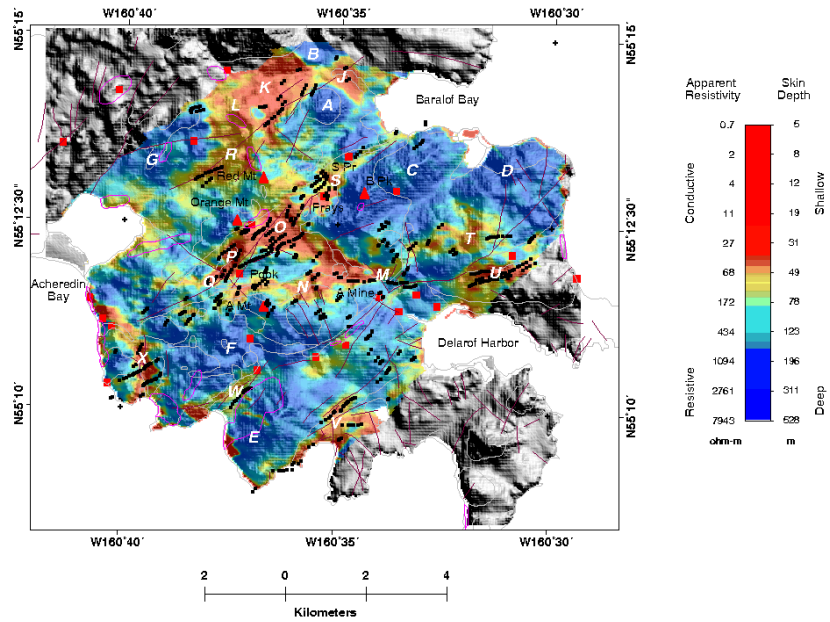 W160°40' W160°35' W160°30'
N55°15' N55°15'
B
K J
Baralof Bay
L A
G R
S Pr C D
Red Mt S B Pt
Orange Mt Frays
N55°12'30" N55°12'30"
O T
P
Q Pook M U
Acheredin
Bay
N
A Mt A Mine
F Delarof Harbor
X
W
N55°10' N55°10'
V
E
W160°40' W160°35' W160°30'
2 0 2 4
Kilometers
Apparent Skin
Resistivity Depth
0.7 5
2 8
4 12
11 19
27 31
68 49
172 78
434 123
1094 196
2761 311
7943 528
ohm-m m
Conductive
Resistive
Shallow
Deep